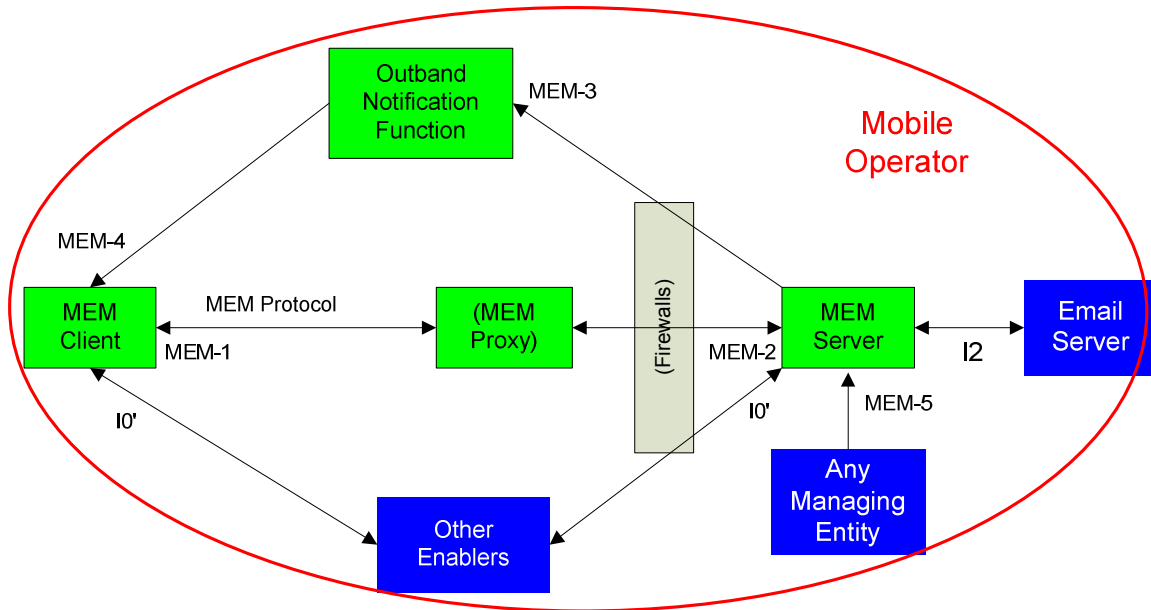 Outband
Notification
Function
MEM-3
Mobile
Operator
MEM-4
MEM
Client
MEM Protocol
MEM-1
(MEM
Proxy)
(Firewalls)
MEM-2
MEM
Server
I2
Email
Server
I0'
I0'
MEM-5
Other
Enablers
Any
Managing
Entity